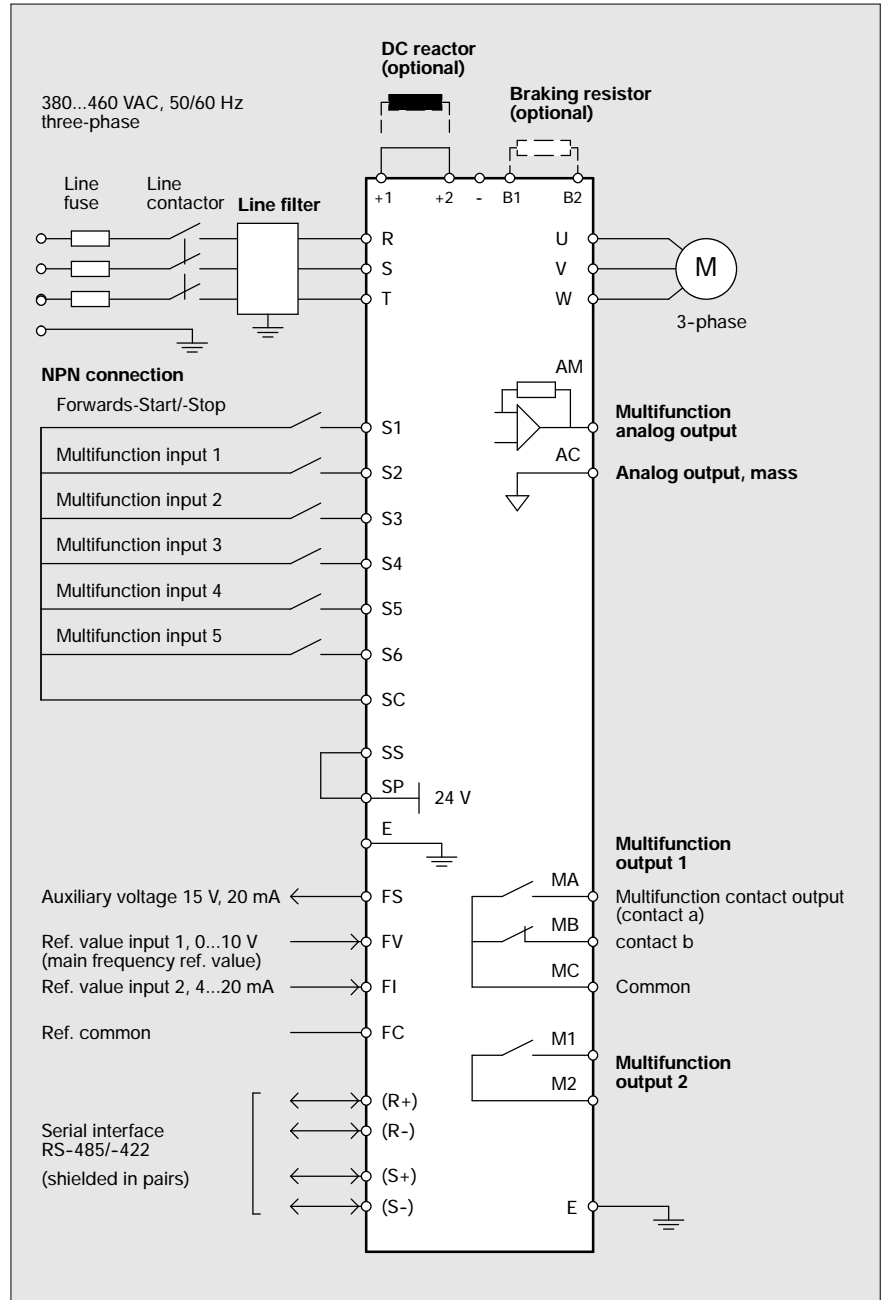 DC reactor
(optional)
Braking resistor
(optional)
380...460 VAC, 50/60 Hz
three-phase
Line
fuse
Line
contactor
Line filter
+1
+2
-
B1
B2
R
S
T
U
V
W
M
3-phase
NPN connection
Forwards-Start/-Stop
S1
Multifunction input 1
S2
Multifunction input 2
S3
Multifunction input 3
S4
Multifunction input 4
S5
Multifunction input 5
S6
SC
AM
Multifunction
analog output
AC
Analog output, mass
SS
SP
24 V
E
Auxiliary voltage 15 V, 20 mA
FS
Ref. value input 1, 0...10 V
(main frequency ref. value)
FV
Ref. value input 2, 4...20 mA
FI
Ref. common
FC
Multifunction
output 1
MA
Multifunction contact output
(contact a)
MB
contact b
MC
Common
M1
M2
Multifunction
output 2
Serial interface
RS-485/-422
(shielded in pairs)
(R+)
(R-)
(S+)
(S-)
E